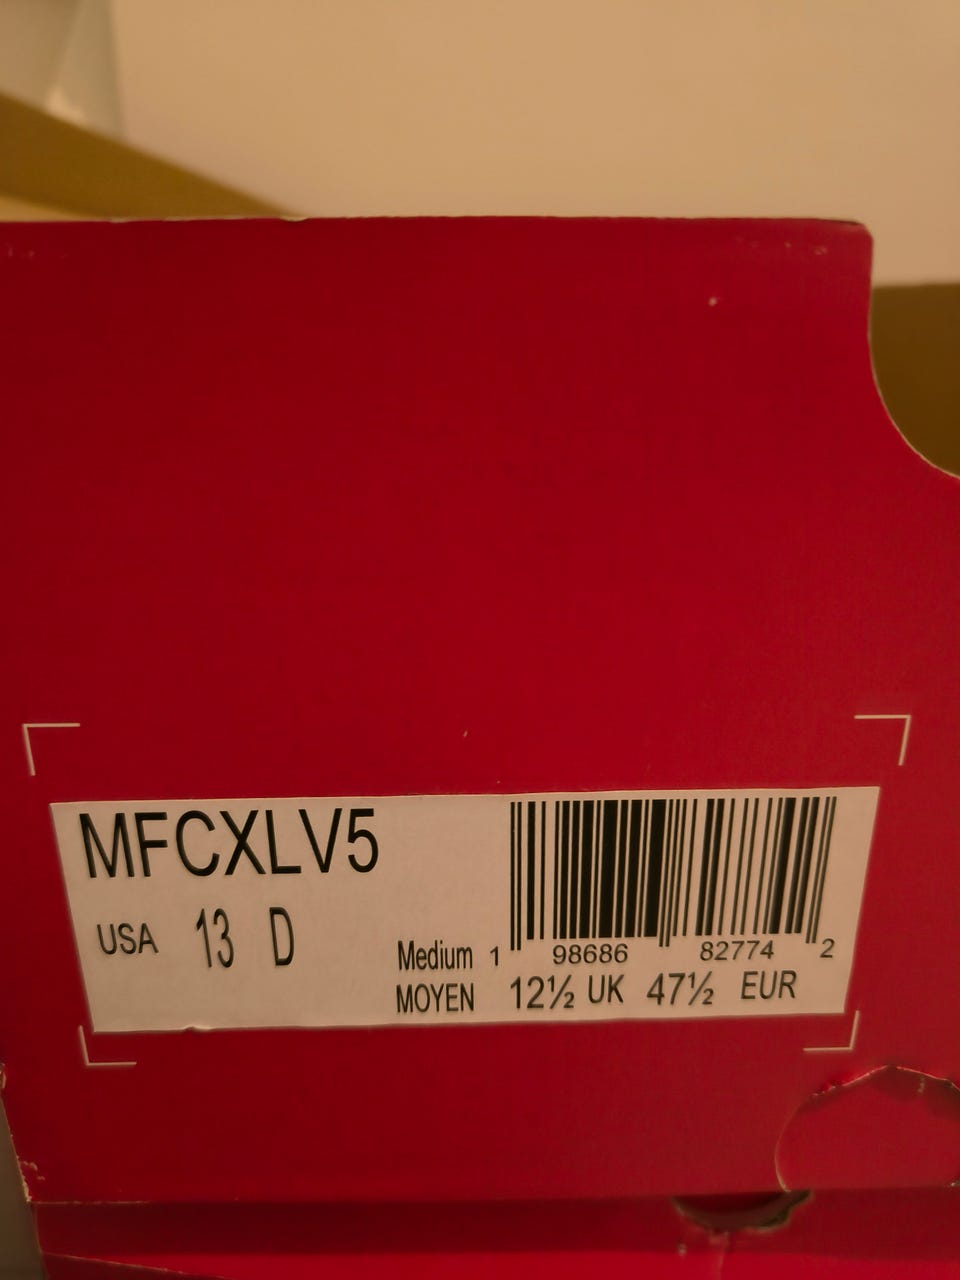 MFCXLV5
USA 13 D
Medium 1 98686 82774 2
MOYEN 12½ UK 47½ EUR